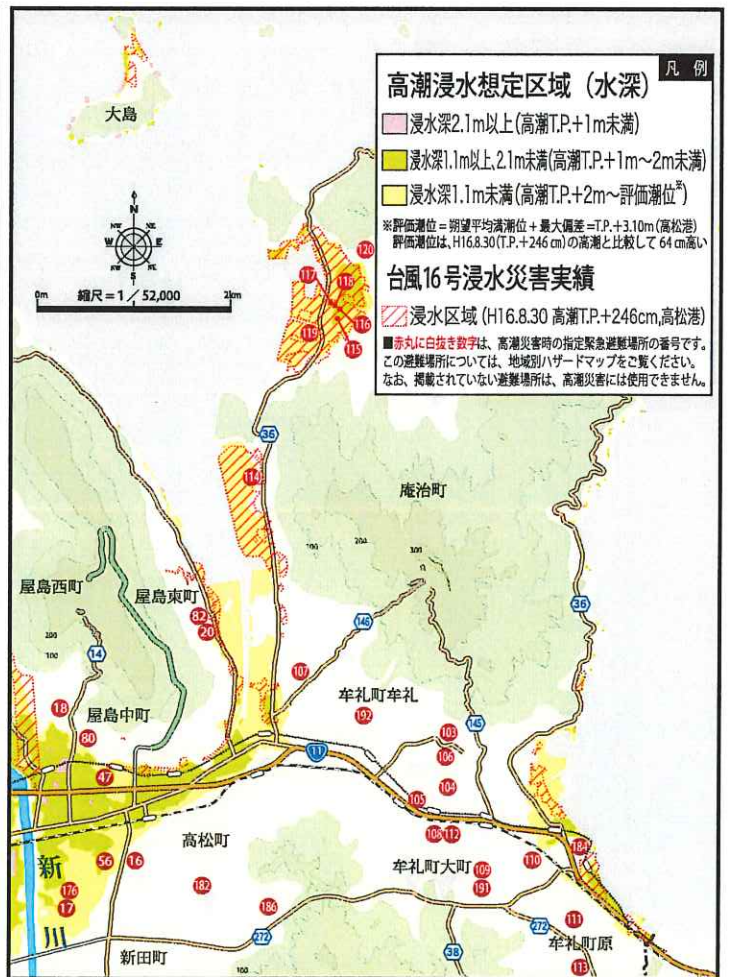 凡例
高潮浸水想定区域(水深)
浸水深2.1m以上(高潮T.P.+1m未満)
浸水深1.1m以上,2.1m未満(高潮T.P.+1m~2m未満)
浸水深1.1m未満(高潮T.P.+2m~評価潮位※)
※評価潮位=朔望平均満潮位+最大偏差=T.P.+3.10m(高松港)
評価潮位は、H16.8.30(T.P.+246㎝)の高潮と比較して64㎝高い
台風16号浸水災害実績
浸水区域(H16.8.30 高潮T.P.+246cm,高松港)
■赤丸に白抜き数字は、高潮災害時の指定緊急避難場所の番号です。
この避難場所については、地域別ハザードマップをご覧ください。
なお、掲載されていない避難場所は、高潮災害には使用できません。
大島
N
NW
NE
W
E
SW
SE
S
0m
縮尺=1/52,000
2km
120
117
118
116
119
115
36
114
庵治町
屋島西町
屋島東町
100
200
300
82
20
36
146
200
100
14
107
18
屋島中町
牟礼町牟礼
192
103
145
80
106
11
47
104
105
高松町
108
112
184
新川
56
16
牟礼町大町
109
110
176
182
191
17
186
111
272
272
新田町
38
牟礼町原
100
113